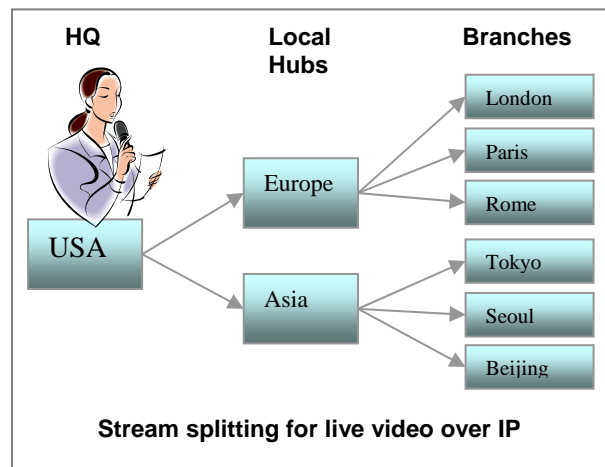 HQ
Local
Hubs
Branches
USA
Europe
Asia
London
Paris
Rome
Tokyo
Seoul
Beijing
Stream splitting for live video over IP